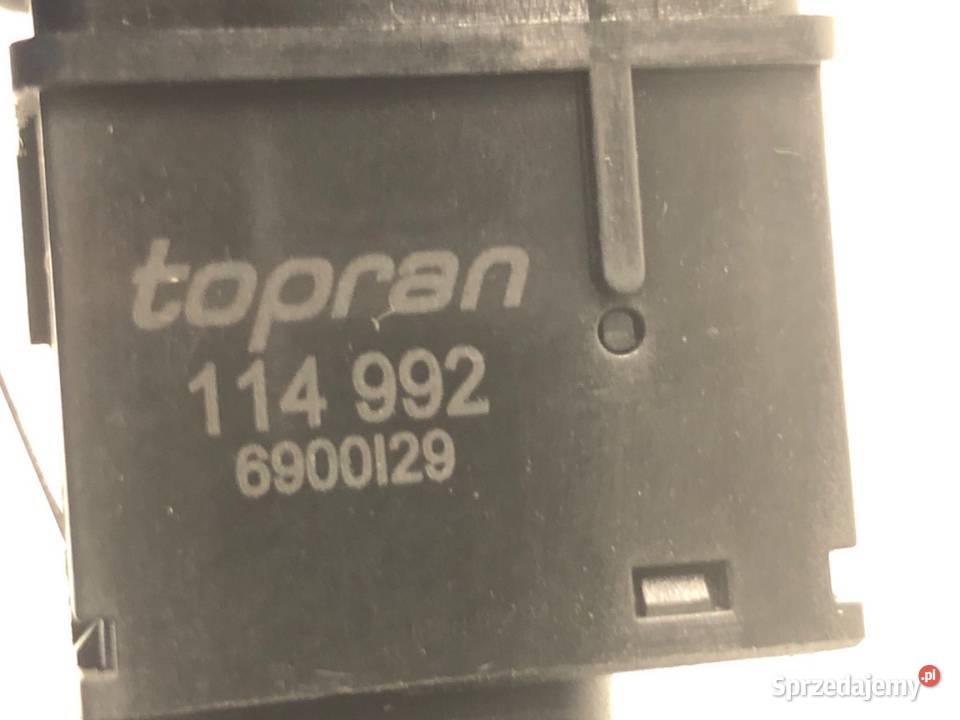 topran
114 992
6900I29
Sprzedajemy.pl